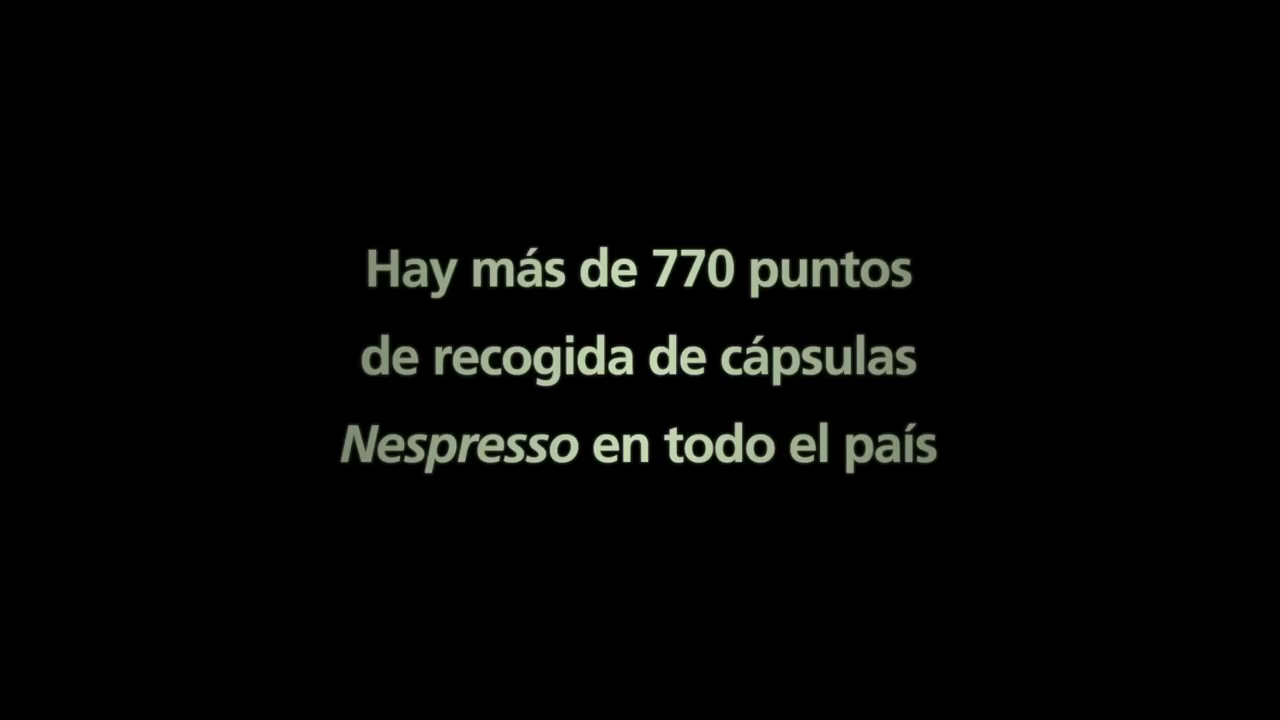 Hay más de 770 puntos
de recogida de cápsulas
Nespresso en todo el país